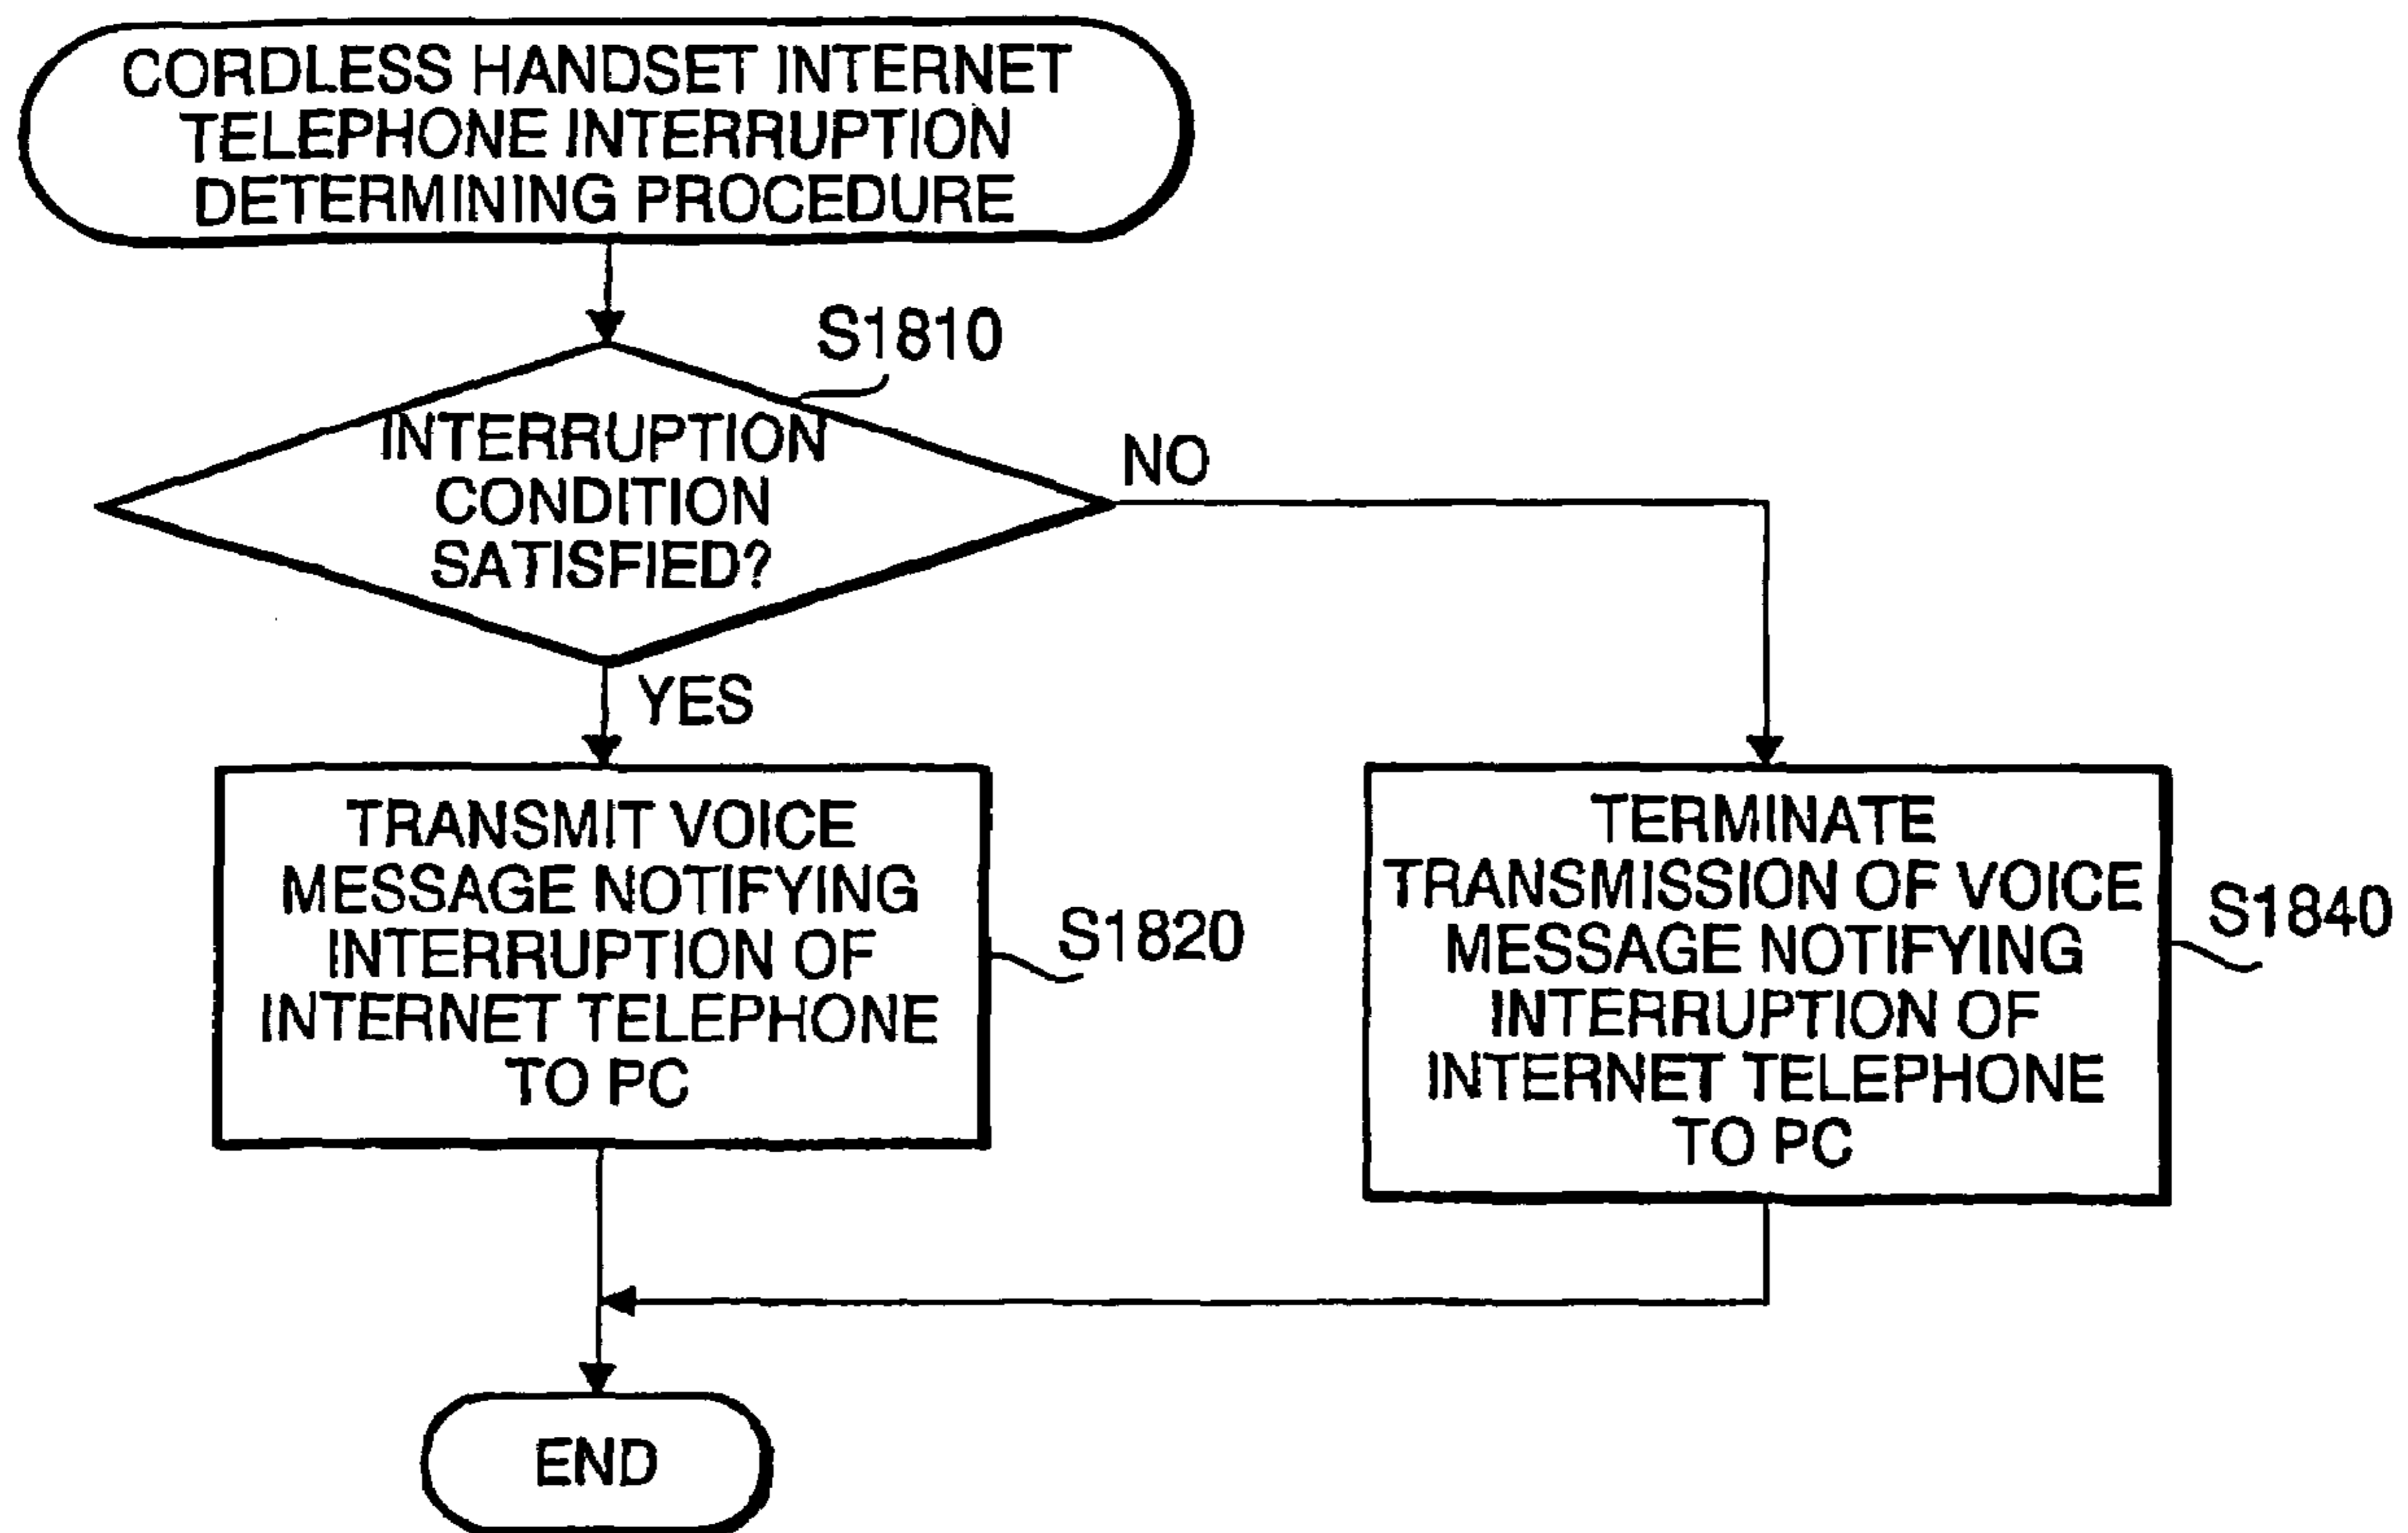 CORDLESS HANDSET INTERNET
TELEPHONE INTERRUPTION
DETERMINING PROCEDURE
S1810
INTERRUPTION
CONDITION
SATISFIED?
NO
YES
TRANSMIT VOICE
MESSAGE NOTIFYING
INTERRUPTION OF
INTERNET TELEPHONE
TO PC
S1820
TERMINATE
TRANSMISSION OF VOICE
MESSAGE NOTIFYING
INTERRUPTION OF
INTERNET TELEPHONE
TO PC
S1840
END